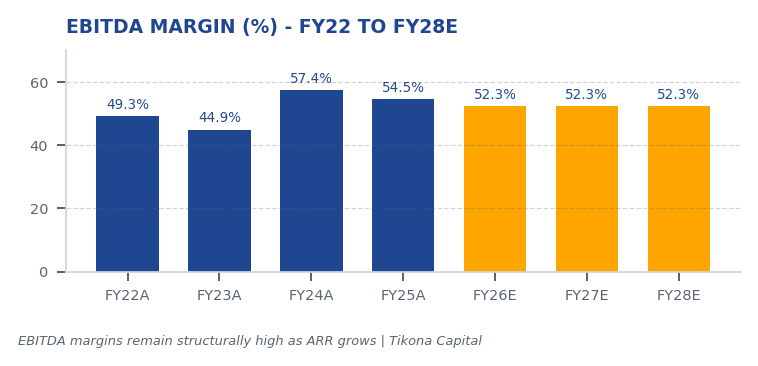 EBITDA MARGIN (%) - FY22 TO FY28E
60
40
20
0
49.3%
44.9%
57.4%
54.5%
52.3%
52.3%
52.3%
FY22A
FY23A
FY24A
FY25A
FY26E
FY27E
FY28E
EBITDA margins remain structurally high as ARR grows | Tikona Capital